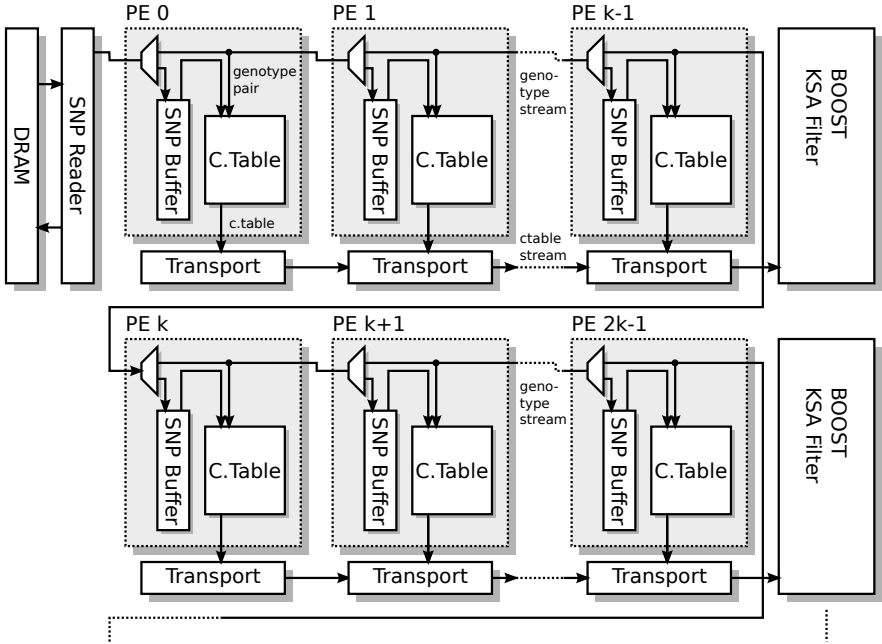 PE 0
PE 1
PE k-1
DRAM
SNP Reader
genotype
pair
SNP Buffer
C.Table
c.table
Transport
SNP Buffer
C.Table
Transport
geno-
type
stream
ctable
stream
SNP Buffer
C.Table
Transport
BOOST
KSA Filter
PE k
PE k+1
PE 2k-1
SNP Buffer
C.Table
Transport
SNP Buffer
C.Table
Transport
geno-
type
stream
SNP Buffer
C.Table
Transport
BOOST
KSA Filter